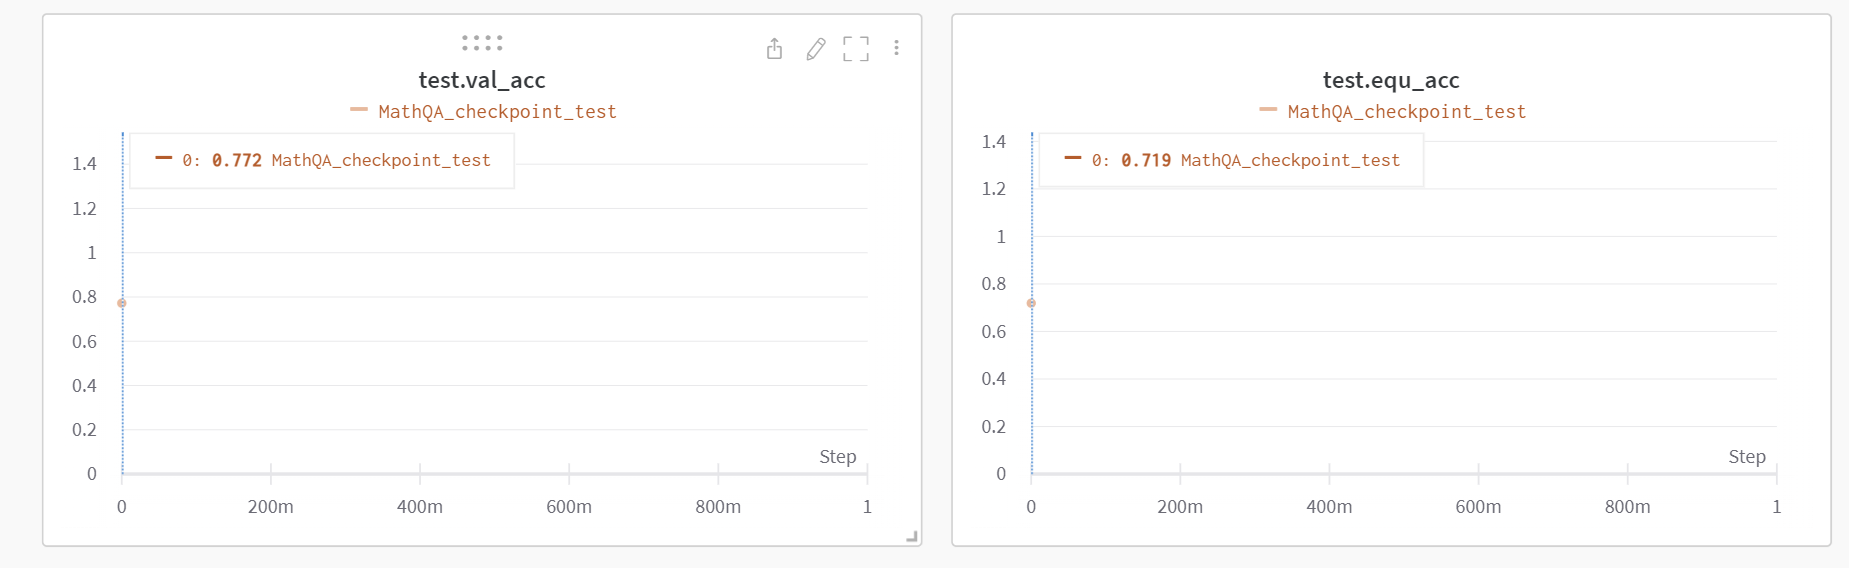 test.val_acc
MathQA_checkpoint_test
0: 0.772 MathQA_checkpoint_test
1.4
1.2
1
0.8
0.6
0.4
0.2
0
Step
0 200m 400m 600m 800m 1
test.equ_acc
MathQA_checkpoint_test
0: 0.719 MathQA_checkpoint_test
1.4
1.2
1
0.8
0.6
0.4
0.2
0
Step
0 200m 400m 600m 800m 1